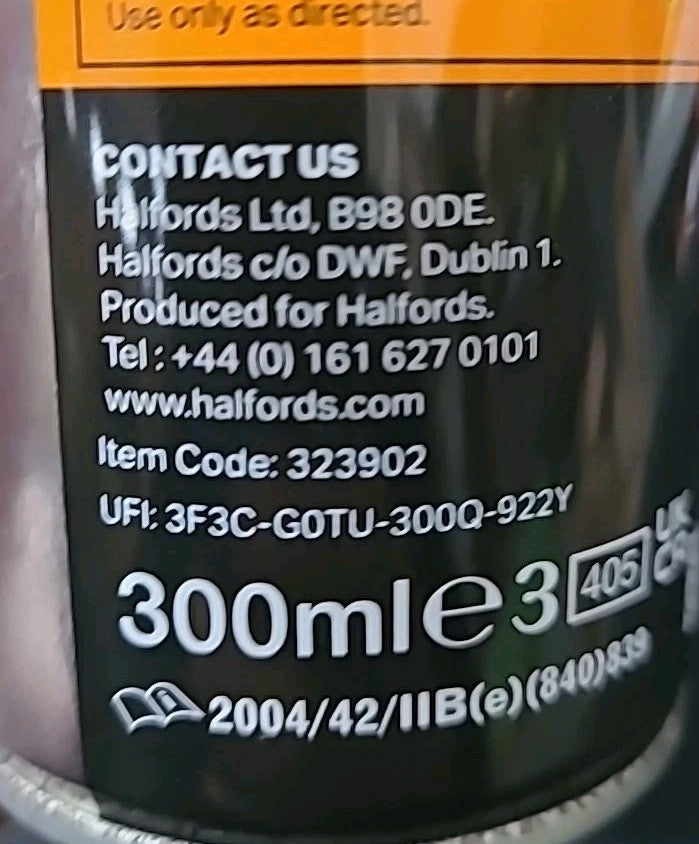 Use only as directed.
CONTACT US
Halfords Ltd, B98 0DE.
Halfords c/o DWF, Dublin 1.
Produced for Halfords.
Tel : +44 (0) 161 627 0101
www.halfords.com
Item Code: 323902
UFI: 3F3C-G0TU-300Q-922Y
300ml e 3 405 UK CA
2004/42/IIB(e)(840)839